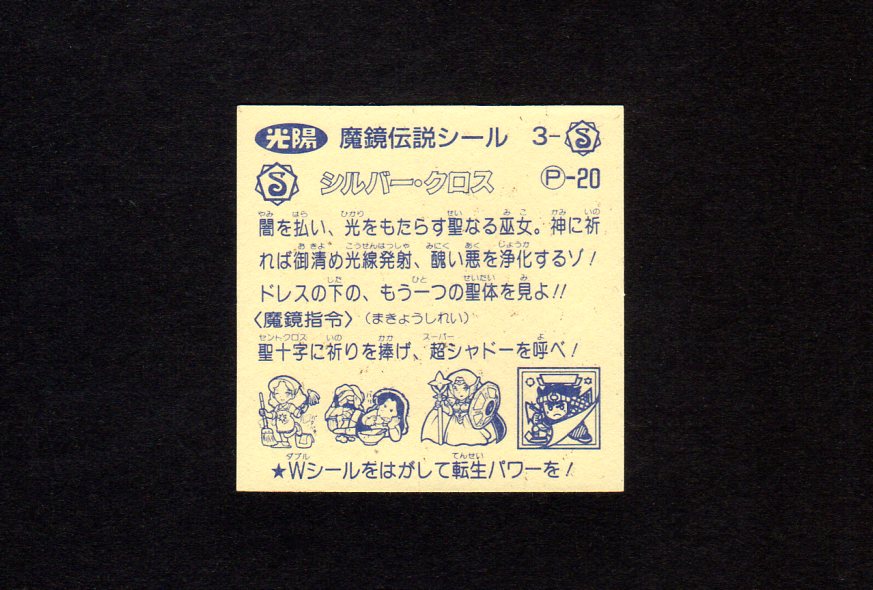 光陽 魔鏡伝説シール 3-S
S シルバー・クロス P-20
闇を払い、光をもたらす聖なる巫女。神に祈
れば御清め光線発射、醜い悪を浄化するゾ!
ドレスの下の、もう一つの聖体を見よ!!
〈魔鏡指令〉(まきょうしれい)
聖十字に祈りを捧げ、超シャドーを呼べ!
★Wシールをはがして転生パワーを!